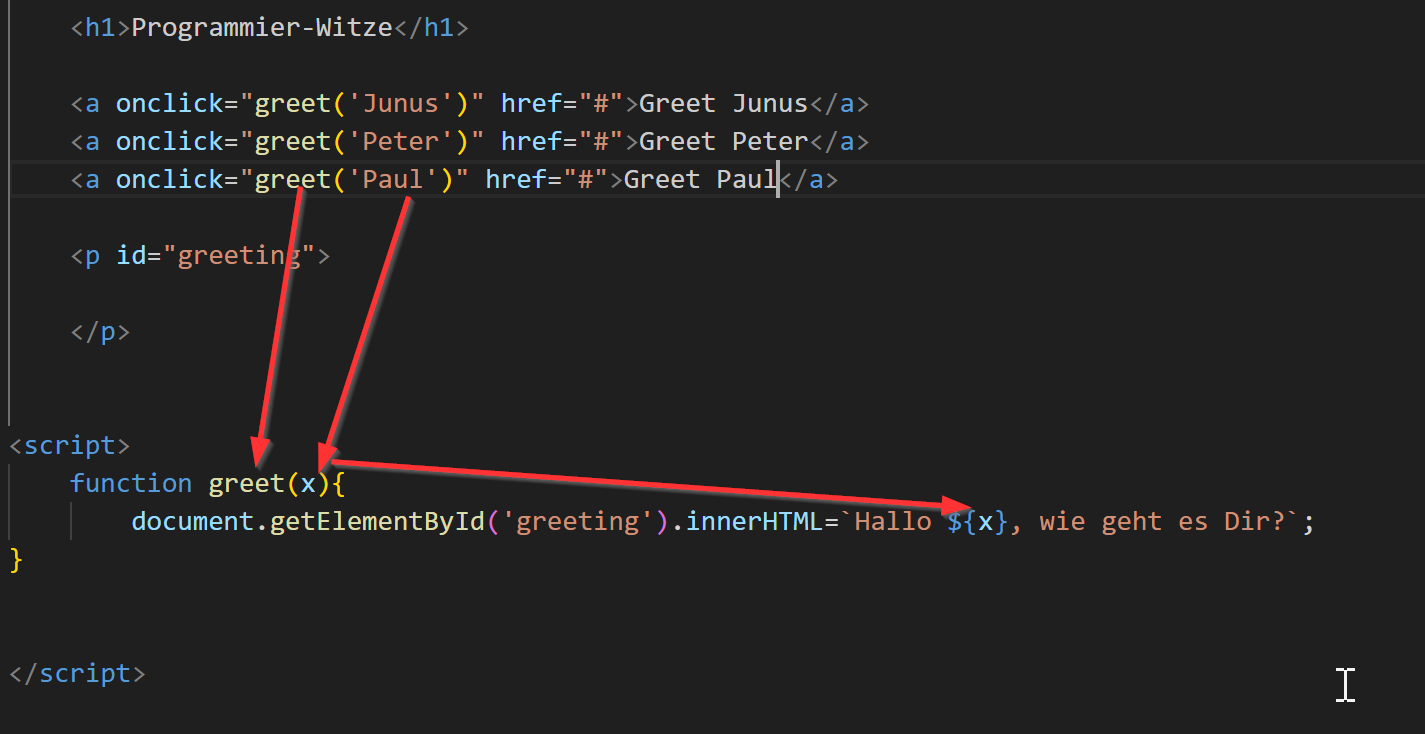 <h1>Programmier-Witze</h1>
<a onclick="greet('Junus')" href="#">Greet Junus</a>
<a onclick="greet('Peter')" href="#">Greet Peter</a>
<a onclick="greet('Paul')" href="#">Greet Paul</a>
<p id="greeting">
</p>
<script>
function greet(x){
document.getElementById('greeting').innerHTML=`Hallo ${x}, wie geht es Dir?`;
}
</script>